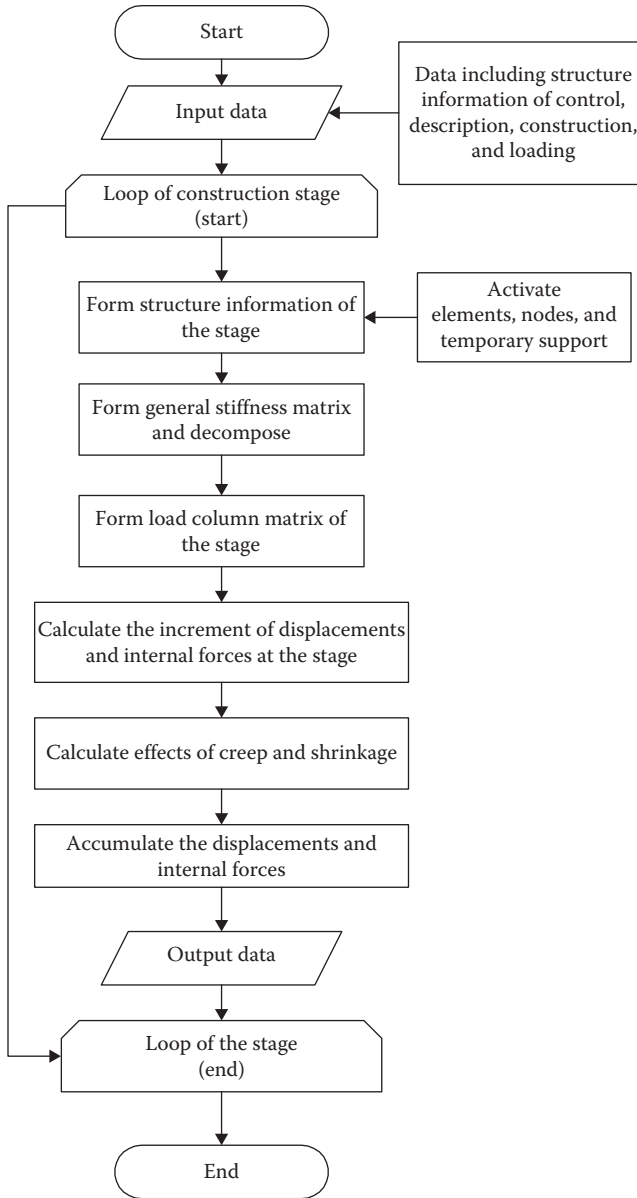 Start
Input data
Data including structure
information of control,
description, construction,
and loading
Loop of construction stage
(start)
Form structure information of
the stage
Activate
elements, nodes, and
temporary support
Form general stiffness matrix
and decompose
Form load column matrix of
the stage
Calculate the increment of displacements
and internal forces at the stage
Calculate effects of creep and shrinkage
Accumulate the displacements and
internal forces
Output data
Loop of the stage
(end)
End